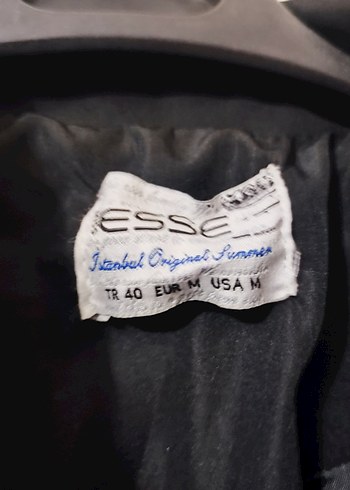 ESSE
Istanbul Original Summer
TR 40 EUR M USA M